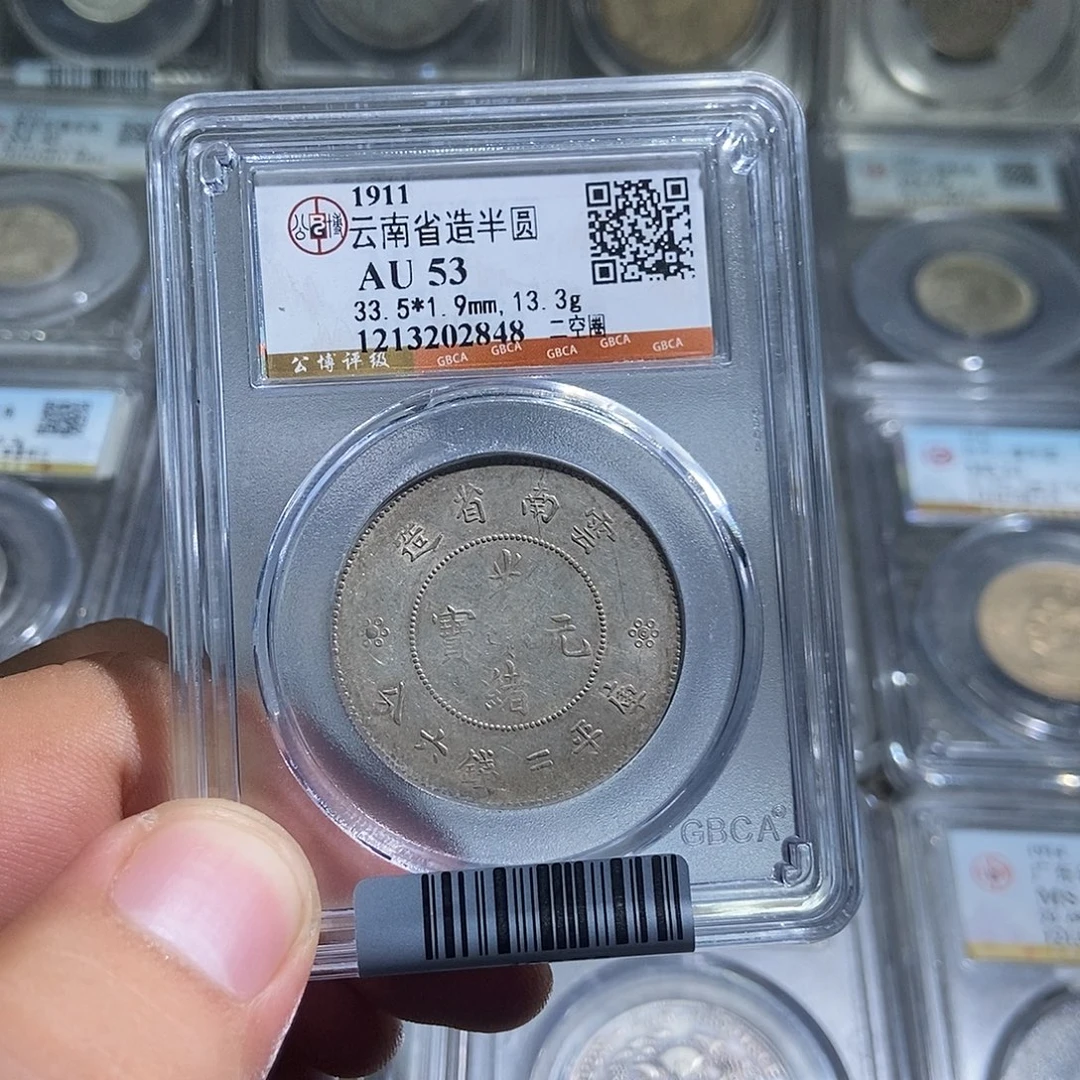 1911
云南省造半圆
AU 53
33.5*1.9mm,13.3g
1213202848 二空圈
公博评级 GBCA GBCA GBCA GBCA GBCA
造省南雲
光
寶 元
緒
分六錢三平庫
GBCA